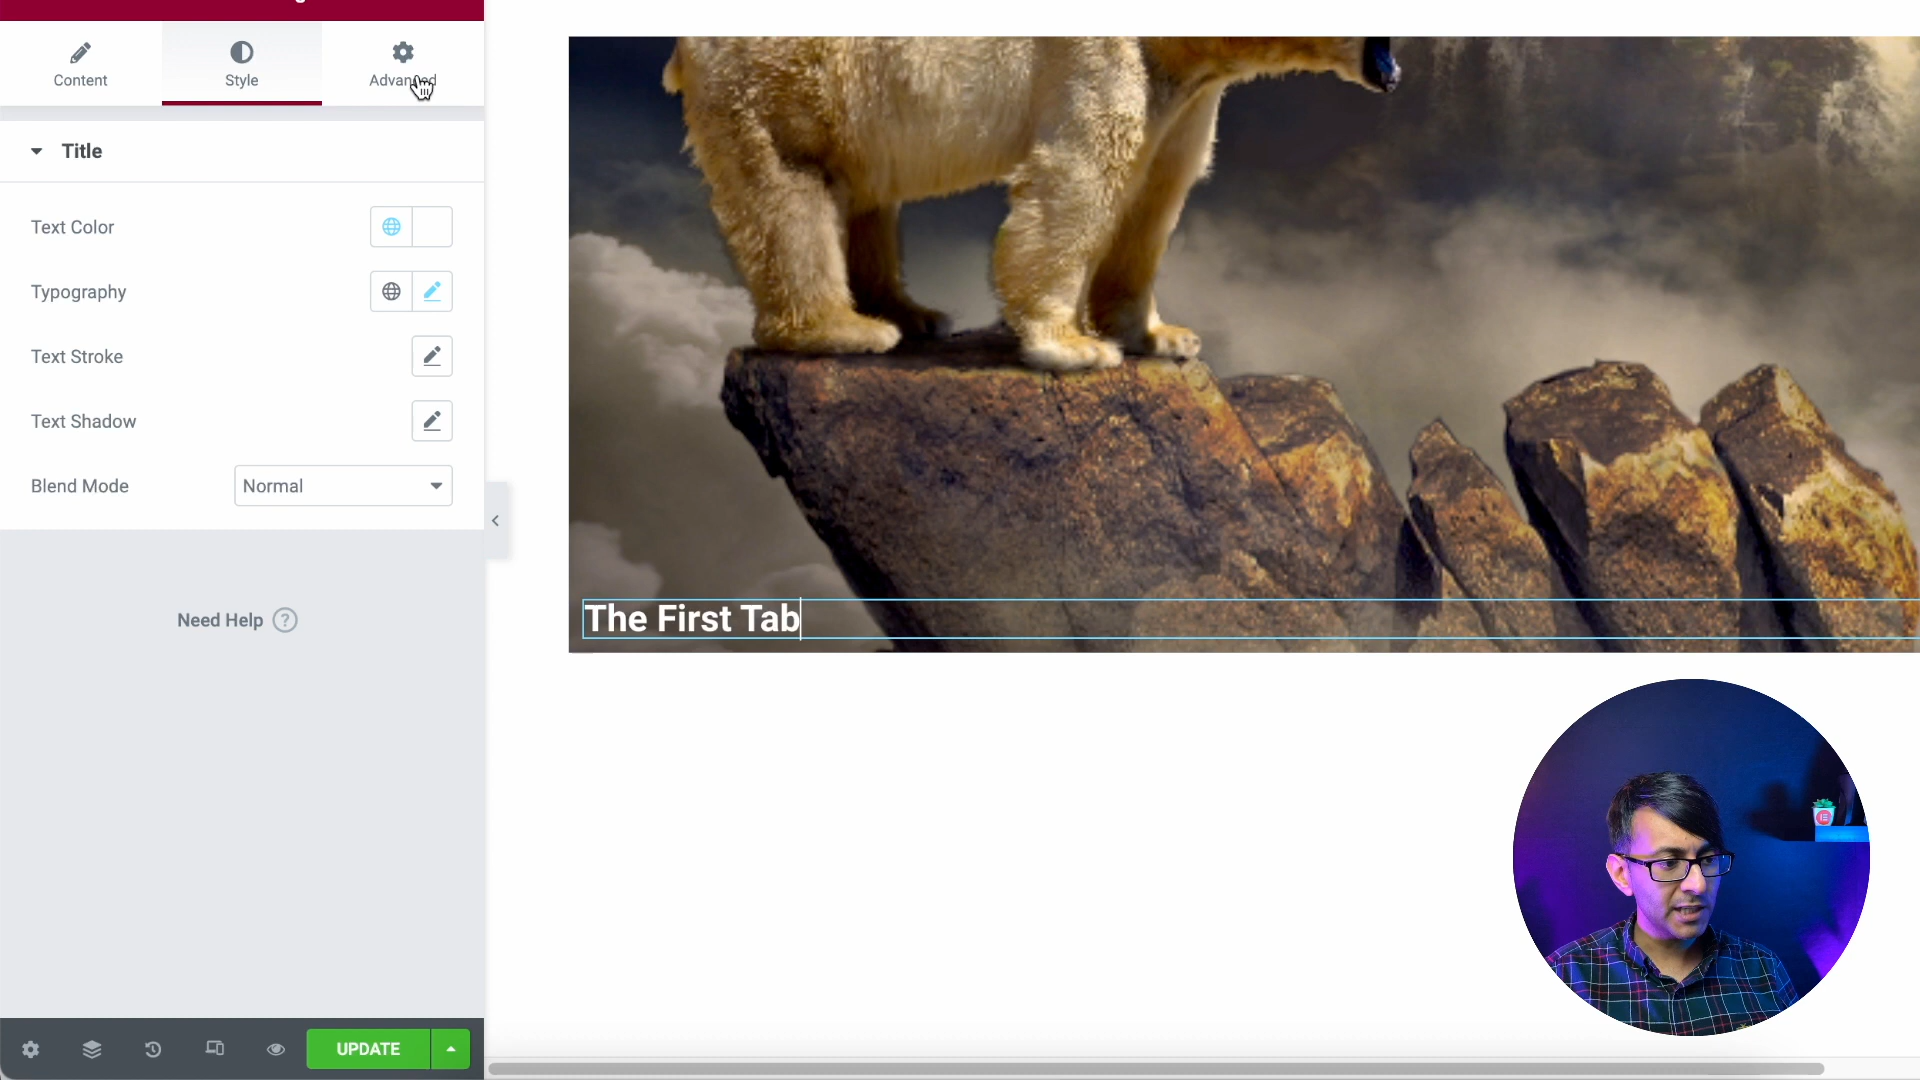 Content
Style
Advanced
Title
Text Color
Typography
Text Stroke
Text Shadow
Blend Mode
Normal
Need Help ?
UPDATE
The First Tab